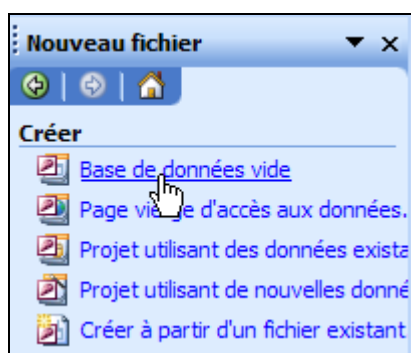 Nouveau fichier
Créer
Base de données vide
Page vierge d'accès aux données.
Projet utilisant des données exista
Projet utilisant de nouvelles donné
Créer à partir d'un fichier existant